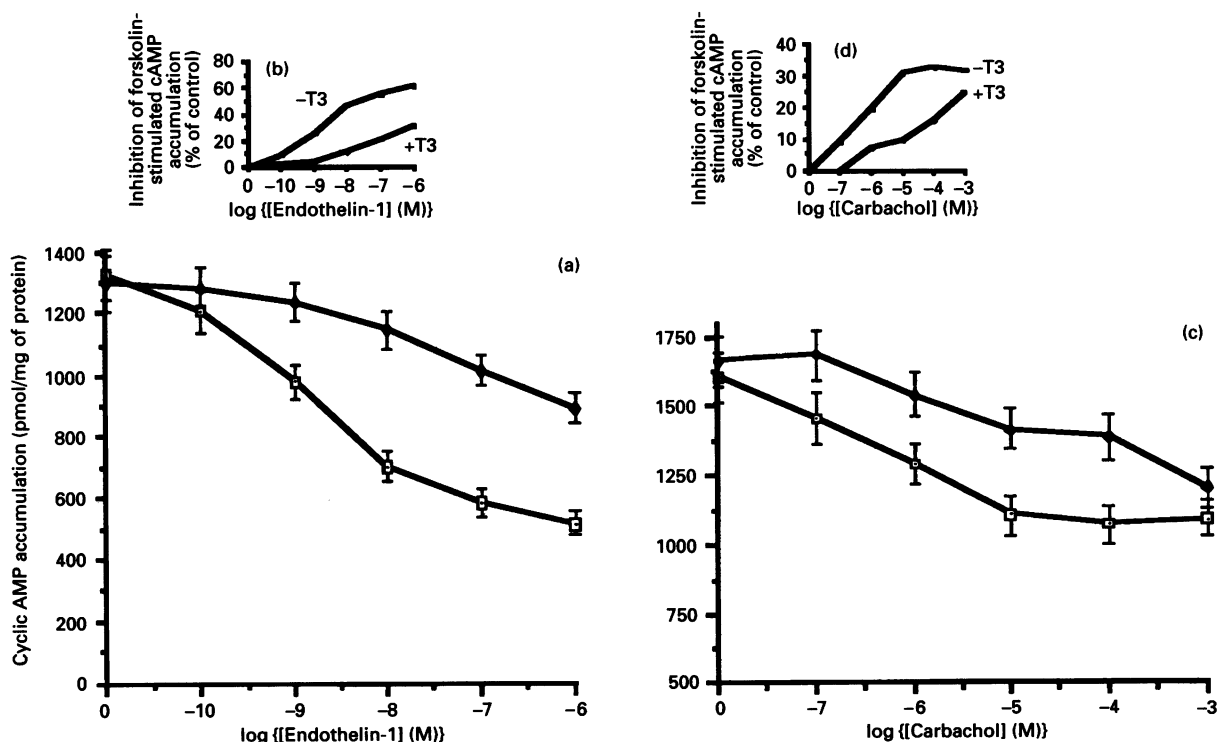 Inhibition of forskolin-
stimulated cAMP
accumulation
(% of control)
80
60
40
20
0
(b)
−T3
+T3
0 −10 −9 −8 −7 −6
log {[Endothelin-1] (M)}
Inhibition of forskolin-
stimulated cAMP
accumulation
(% of control)
40
30
20
10
0
(d)
−T3
+T3
0 −7 −6 −5 −4 −3
log {[Carbachol] (M)}
Cyclic AMP accumulation (pmol/mg of protein)
1400
1200
1000
800
600
400
200
0
(a)
0 −10 −9 −8 −7 −6
log {[Endothelin-1] (M)}
1750
1500
1250
1000
750
500
(c)
0 −7 −6 −5 −4 −3
log {[Carbachol] (M)}